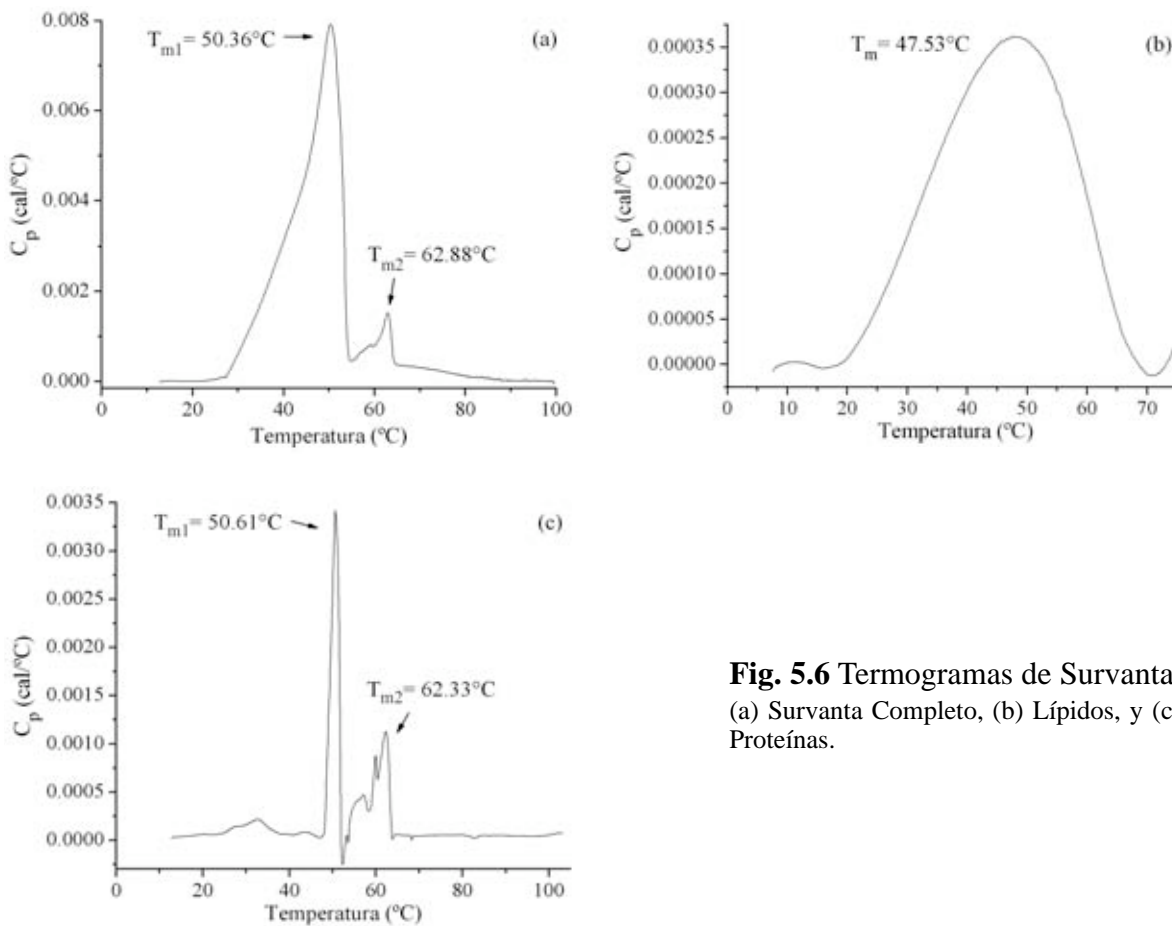 (a)
T_m1 = 50.36°C
T_m2 = 62.88°C
C_p (cal/°C)
0.008
0.006
0.004
0.002
0.000
0 20 40 60 80 100
Temperatura (°C)
(b)
T_m = 47.53°C
C_p (cal/°C)
0.00035
0.00030
0.00025
0.00020
0.00015
0.00010
0.00005
0.00000
0 10 20 30 40 50 60 70
Temperatura (°C)
(c)
T_m1 = 50.61°C
T_m2 = 62.33°C
C_p (cal/°C)
0.0035
0.0030
0.0025
0.0020
0.0015
0.0010
0.0005
0.0000
0 20 40 60 80 100
Temperatura (°C)
Fig. 5.6 Termogramas de Survanta
(a) Survanta Completo, (b) Lípidos, y (c
Proteínas.